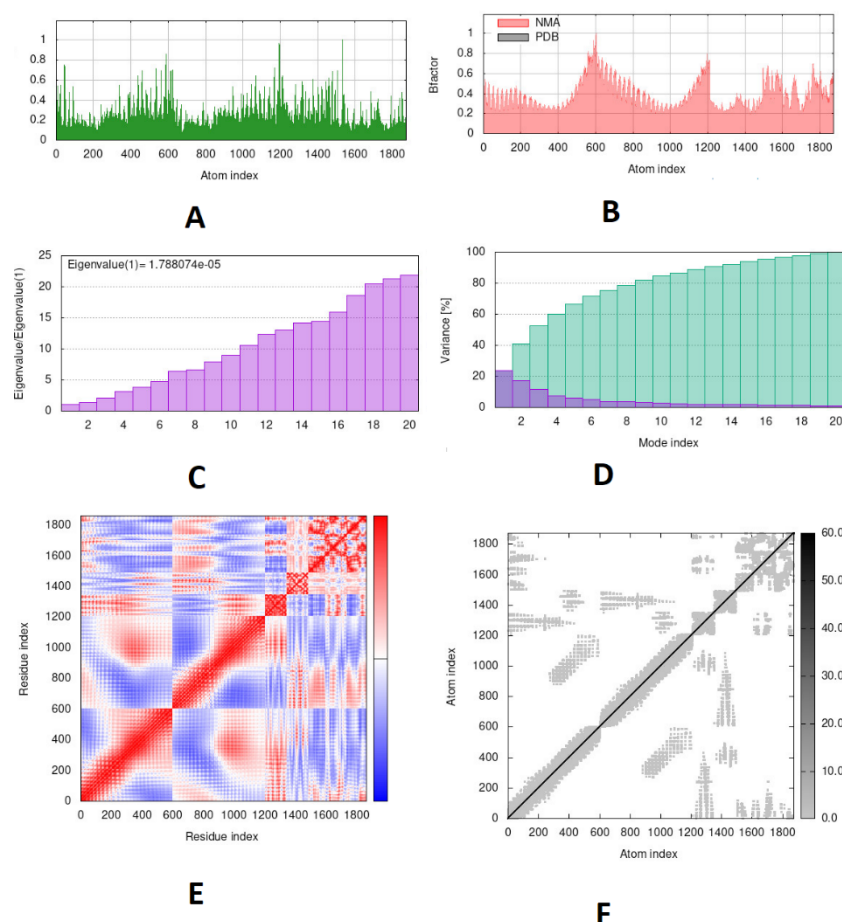 1
0.8
0.6
0.4
0.2
0
0 200 400 600 800 1000 1200 1400 1600 1800
Atom index
A
NMA
PDB
Bfactor
1
0.8
0.6
0.4
0.2
0
0 200 400 600 800 1000 1200 1400 1600 1800
Atom index
B
Eigenvalue(1)= 1.788074e-05
Eigenvalue/Eigenvalue(1)
25
20
15
10
5
0
2 4 6 8 10 12 14 16 18 20
C
Variance [%]
100
80
60
40
20
0
2 4 6 8 10 12 14 16 18 20
Mode index
D
Residue index
1800
1600
1400
1200
1000
800
600
400
200
0
0 200 400 600 800 1000 1200 1400 1600 1800
Residue index
E
Atom index
1800
1600
1400
1200
1000
800
600
400
200
0
0 200 400 600 800 1000 1200 1400 1600 1800
Atom index
60.0
50.0
40.0
30.0
20.0
10.0
0.0
F